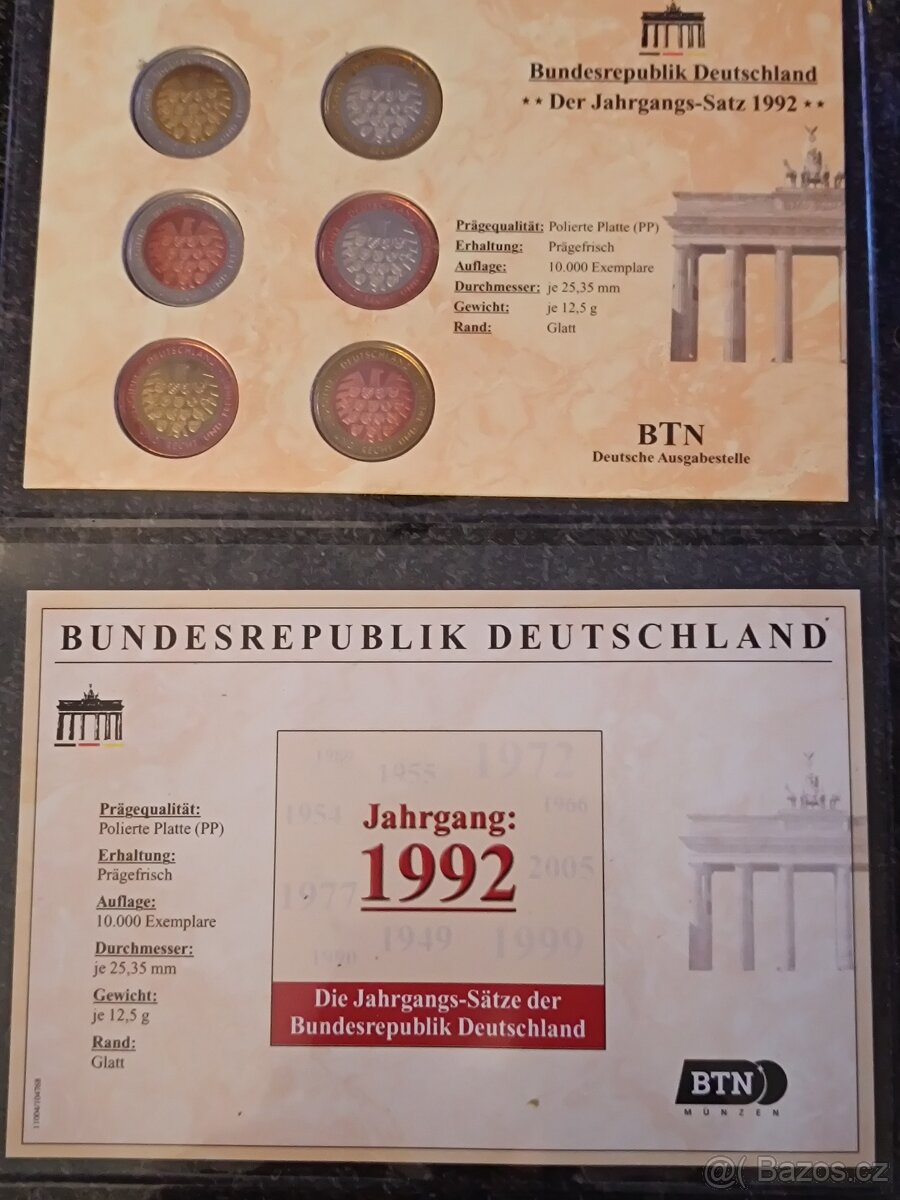 Bundesrepublik Deutschland
** Der Jahrgangs-Satz 1992 **
Prägequalität: Polierte Platte (PP)
Erhaltung: Prägefrisch
Auflage: 10.000 Exemplare
Durchmesser: je 25,35 mm
Gewicht: je 12,5 g
Rand: Glatt
BTN
Deutsche Ausgabestelle
BUNDESREPUBLIK DEUTSCHLAND
Prägequalität:
Polierte Platte (PP)
Erhaltung:
Prägefrisch
Auflage:
10.000 Exemplare
Durchmesser:
je 25,35 mm
Gewicht:
je 12,5 g
Rand:
Glatt
1972
1955
1954
1966
Jahrgang:
1992
2005
1977
1949
1999
Die Jahrgangs-Sätze der
Bundesrepublik Deutschland
BTN
MÜNZEN
11004/104768
@( Bazos.cz